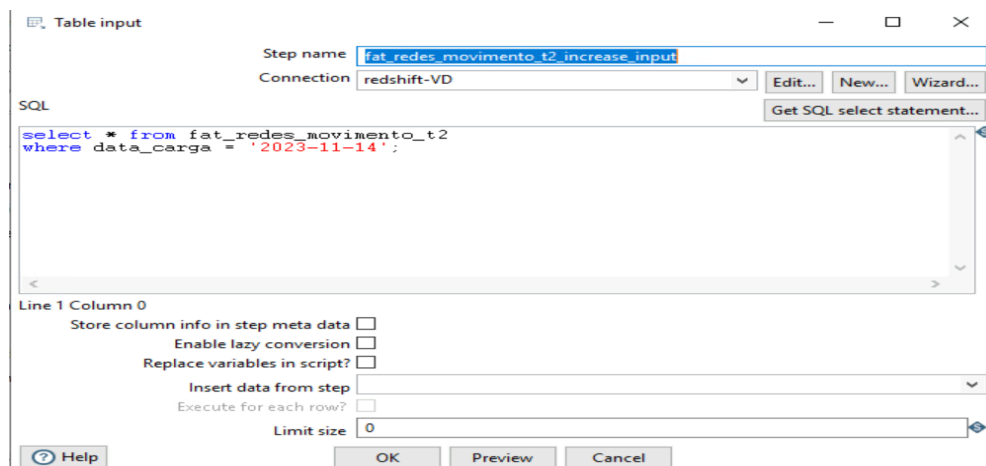 Table input
Step name fat_redes_movimento_t2_increase_input
Connection redshift-VD Edit... New... Wizard...
SQL Get SQL select statement...
select * from fat_redes_movimento_t2
where data_carga = '2023-11-14';
Line 1 Column 0
Store column info in step meta data
Enable lazy conversion
Replace variables in script?
Insert data from step
Execute for each row?
Limit size 0
Help OK Preview Cancel